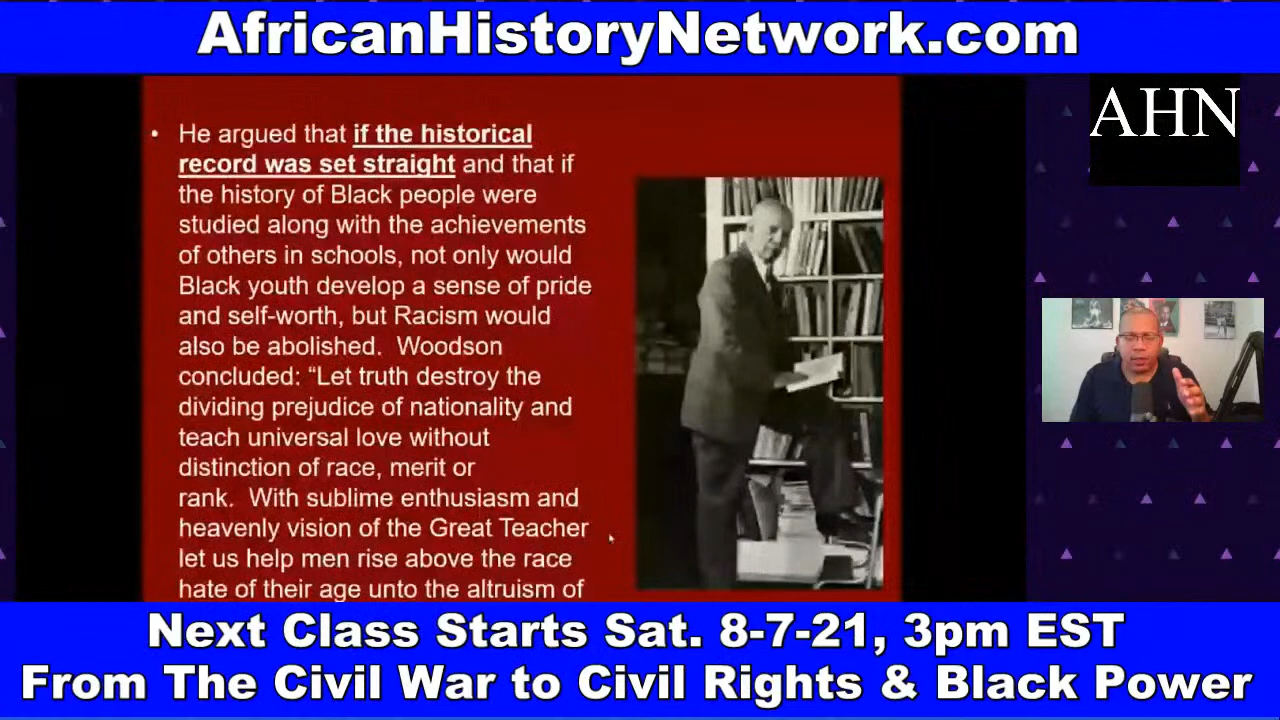 AfricanHistoryNetwork.com
AHN
• He argued that if the historical
record was set straight and that if
the history of Black people were
studied along with the achievements
of others in schools, not only would
Black youth develop a sense of pride
and self-worth, but Racism would
also be abolished. Woodson
concluded: “Let truth destroy the
dividing prejudice of nationality and
teach universal love without
distinction of race, merit or
rank. With sublime enthusiasm and
heavenly vision of the Great Teacher
let us help men rise above the race
hate of their age unto the altruism of
Next Class Starts Sat. 8-7-21, 3pm EST
From The Civil War to Civil Rights & Black Power